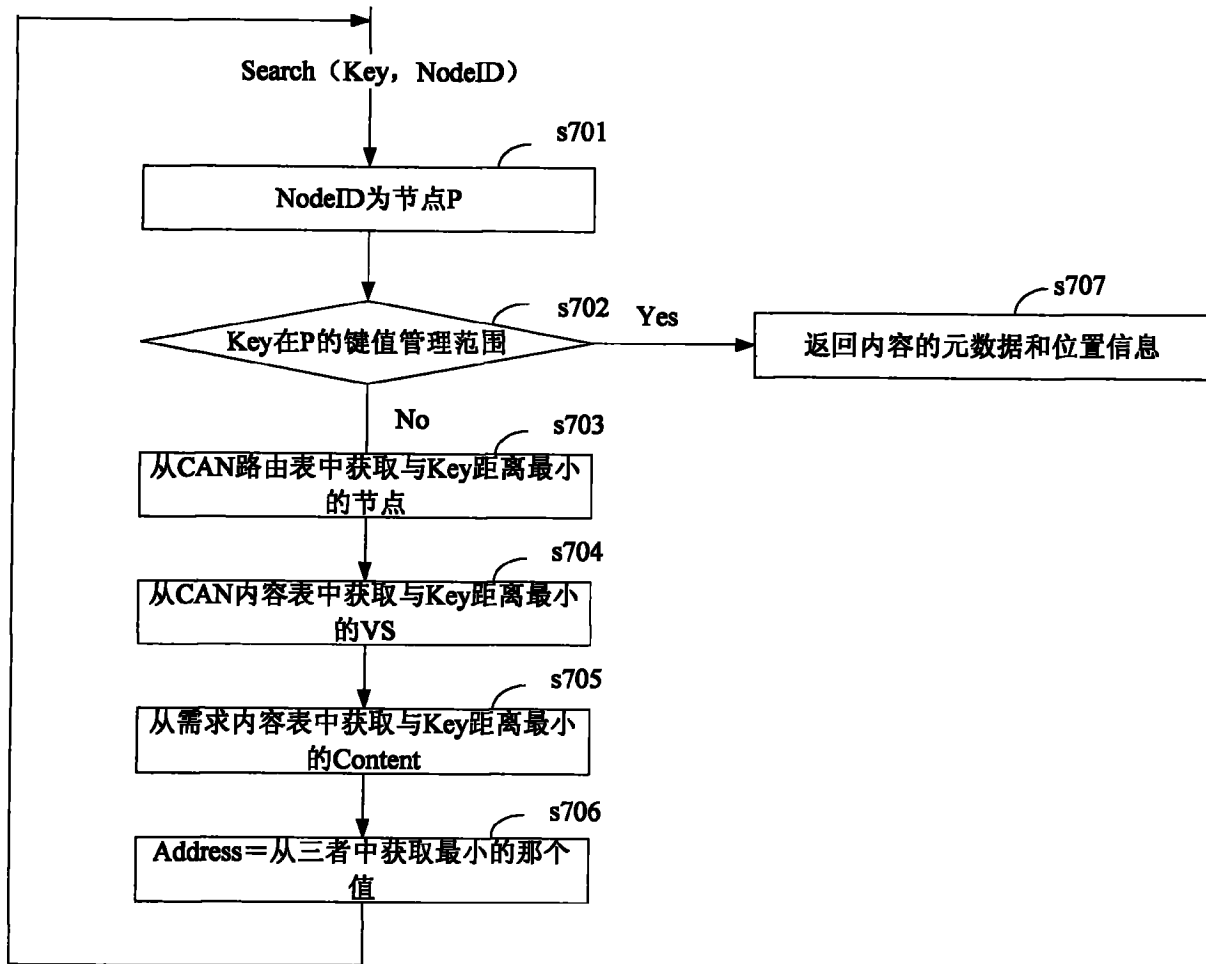 Search（Key，NodeID）
s701
NodeID为节点P
s702
Key在P的键值管理范围
Yes
s707
返回内容的元数据和位置信息
No
s703
从CAN路由表中获取与Key距离最小
的节点
s704
从CAN内容表中获取与Key距离最小
的VS
s705
从需求内容表中获取与Key距离最小
的Content
s706
Address＝从三者中获取最小的那个
值